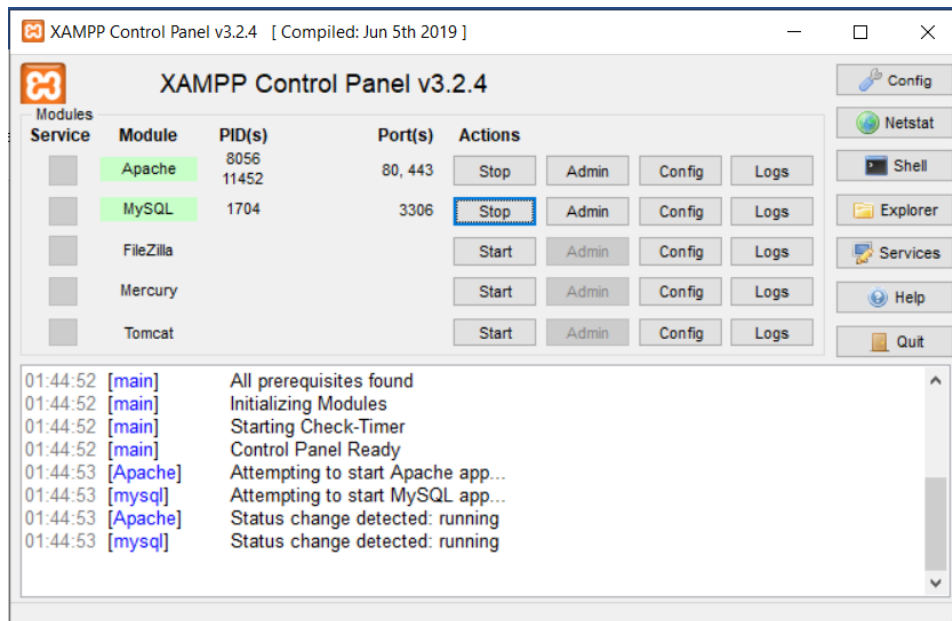 XAMPP Control Panel v3.2.4 [ Compiled: Jun 5th 2019 ]
XAMPP Control Panel v3.2.4
Config
Modules
Service Module PID(s) Port(s) Actions
Netstat
Apache 8056 11452 80, 443 Stop Admin Config Logs
Shell
MySQL 1704 3306 Stop Admin Config Logs
Explorer
FileZilla Start Admin Config Logs
Services
Mercury Start Admin Config Logs
Help
Tomcat Start Admin Config Logs
Quit
01:44:52 [main] All prerequisites found
01:44:52 [main] Initializing Modules
01:44:52 [main] Starting Check-Timer
01:44:52 [main] Control Panel Ready
01:44:53 [Apache] Attempting to start Apache app...
01:44:53 [mysql] Attempting to start MySQL app...
01:44:53 [Apache] Status change detected: running
01:44:53 [mysql] Status change detected: running